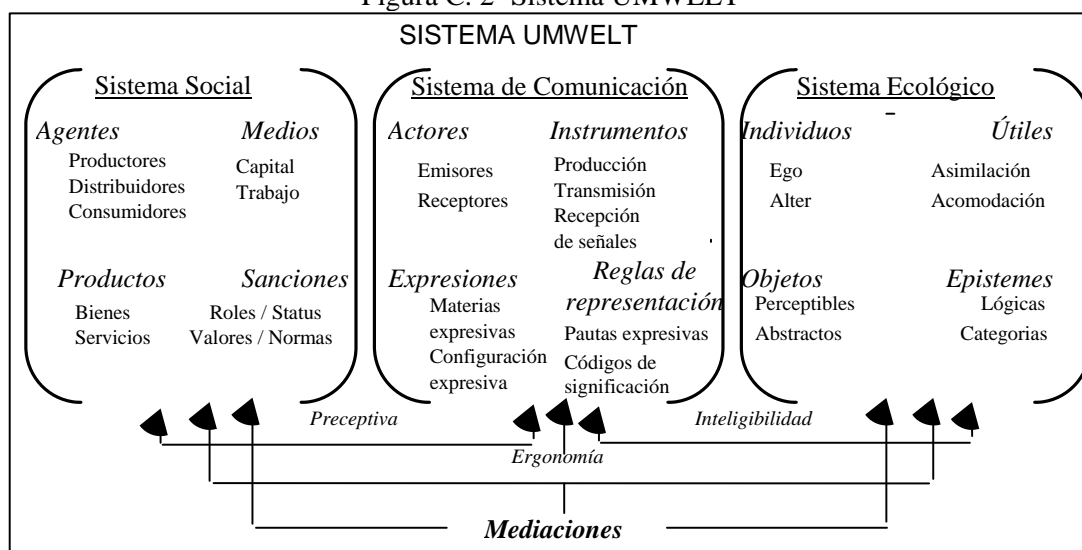 Figura C. 2- Sistema UMWELT
SISTEMA UMWELT
Sistema Social
Agentes
Medios
Productores
Distribuidores
Consumidores
Capital
Trabajo
Productos
Sanciones
Bienes
Servicios
Roles / Status
Valores / Normas
Sistema de Comunicación
Actores
Instrumentos
Emisores
Receptores
Producción
Transmisión
Recepción
de señales
Expresiones
Reglas de
representación
Materias
expresivas
Configuración
expresiva
Pautas expresivas
Códigos de
significación
Sistema Ecológico
Individuos
Útiles
Ego
Alter
Asimilación
Acomodación
Objetos
Epistemes
Perceptibles
Abstractos
Lógicas
Categorias
Preceptiva
Inteligibilidad
Ergonomía
Mediaciones